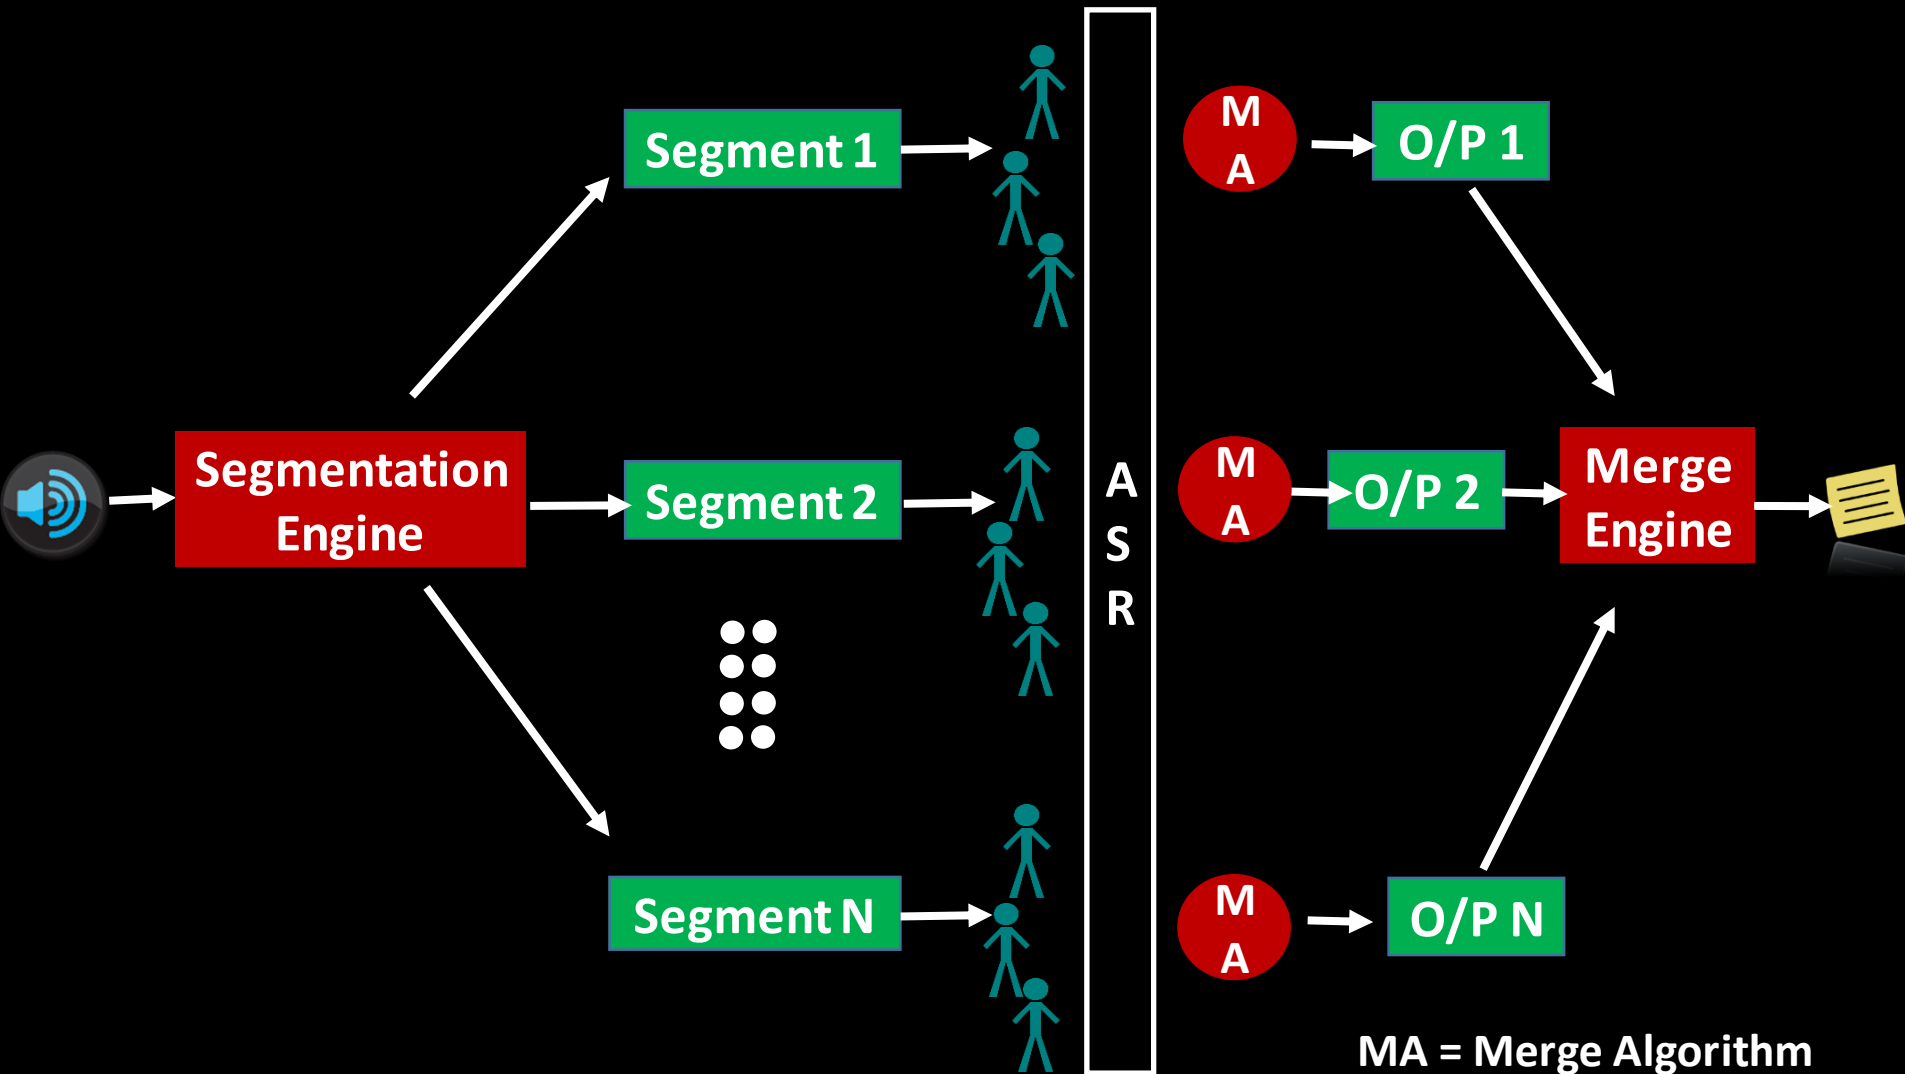 Segment 1
M
A
O/P 1
Segmentation
Engine
Segment 2
A
S
R
M
A
O/P 2
Merge
Engine
Segment N
M
A
O/P N
MA = Merge Algorithm